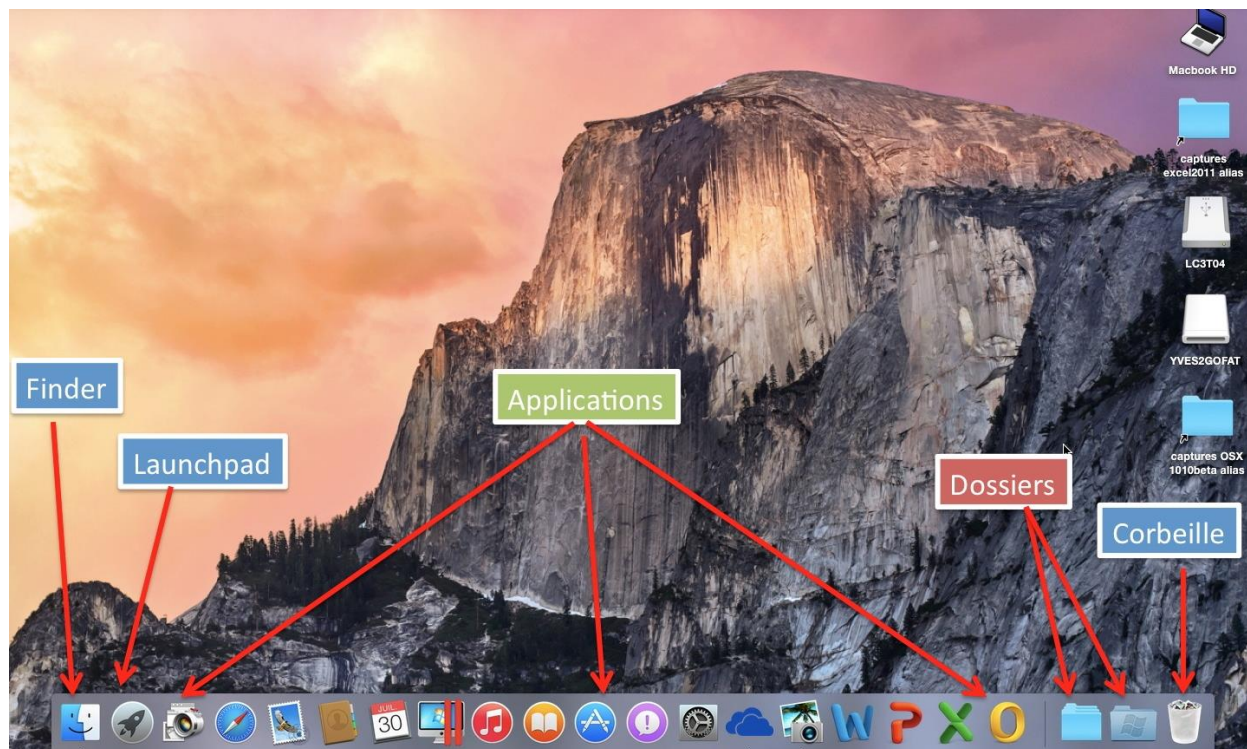 Macbook HD
captures
excel2011 alias
LC3T04
YVES2GOFAT
captures OSX
1010beta alias
Finder
Applications
Launchpad
Dossiers
Corbeille
JUIL.
30
W
P
X
O